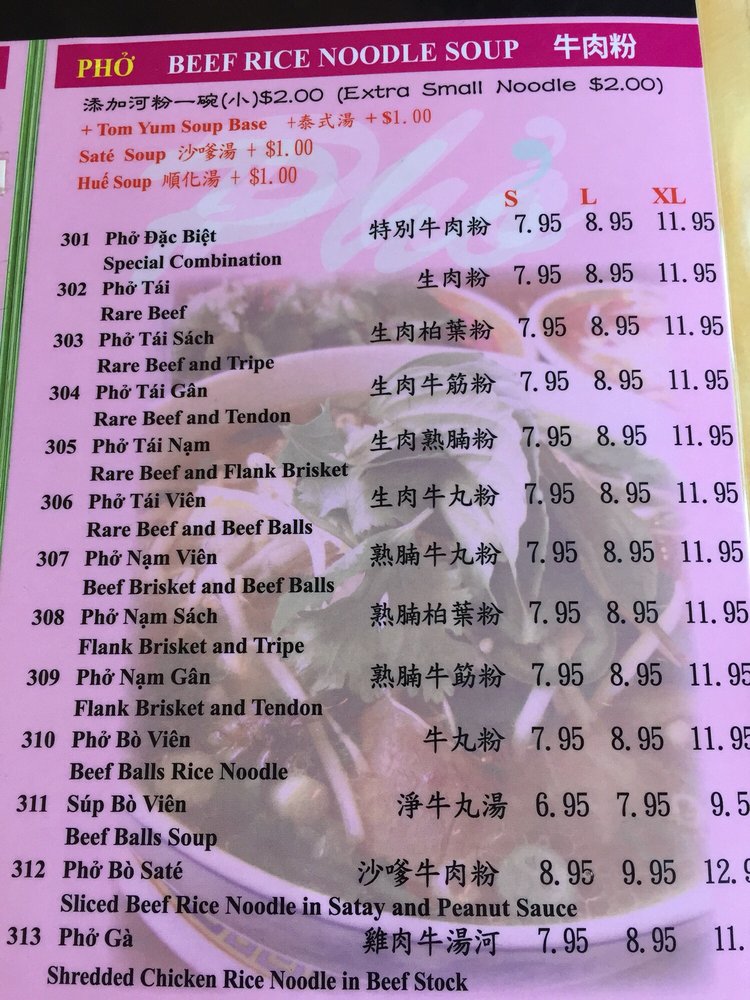 PHỞ BEEF RICE NOODLE SOUP 牛肉粉
添加河粉一碗(小)$2.00 (Extra Small Noodle $2.00)
+ Tom Yum Soup Base +泰式湯 + $1.00
Saté Soup 沙嗲湯 + $1.00
Huế Soup 順化湯 + $1.00
S L XL
301 Phở Đặc Biệt 特別牛肉粉 7.95 8.95 11.95
Special Combination
302 Phở Tái 生肉粉 7.95 8.95 11.95
Rare Beef
303 Phở Tái Sách 生肉柏葉粉 7.95 8.95 11.95
Rare Beef and Tripe
304 Phở Tái Gân 生肉牛筋粉 7.95 8.95 11.95
Rare Beef and Tendon
305 Phở Tái Nạm 生肉熟腩粉 7.95 8.95 11.95
Rare Beef and Flank Brisket
306 Phở Tái Viên 生肉牛丸粉 7.95 8.95 11.95
Rare Beef and Beef Balls
307 Phở Nạm Viên 熟腩牛丸粉 7.95 8.95 11.95
Beef Brisket and Beef Balls
308 Phở Nạm Sách 熟腩柏葉粉 7.95 8.95 11.95
Flank Brisket and Tripe
309 Phở Nạm Gân 熟腩牛筋粉 7.95 8.95 11.95
Flank Brisket and Tendon
310 Phở Bò Viên 牛丸粉 7.95 8.95 11.95
Beef Balls Rice Noodle
311 Súp Bò Viên 淨牛丸湯 6.95 7.95 9.5
Beef Balls Soup
312 Phở Bò Saté 沙嗲牛肉粉 8.95 9.95 12.9
Sliced Beef Rice Noodle in Satay and Peanut Sauce
313 Phở Gà 雞肉牛湯河 7.95 8.95 11.
Shredded Chicken Rice Noodle in Beef Stock
Phở